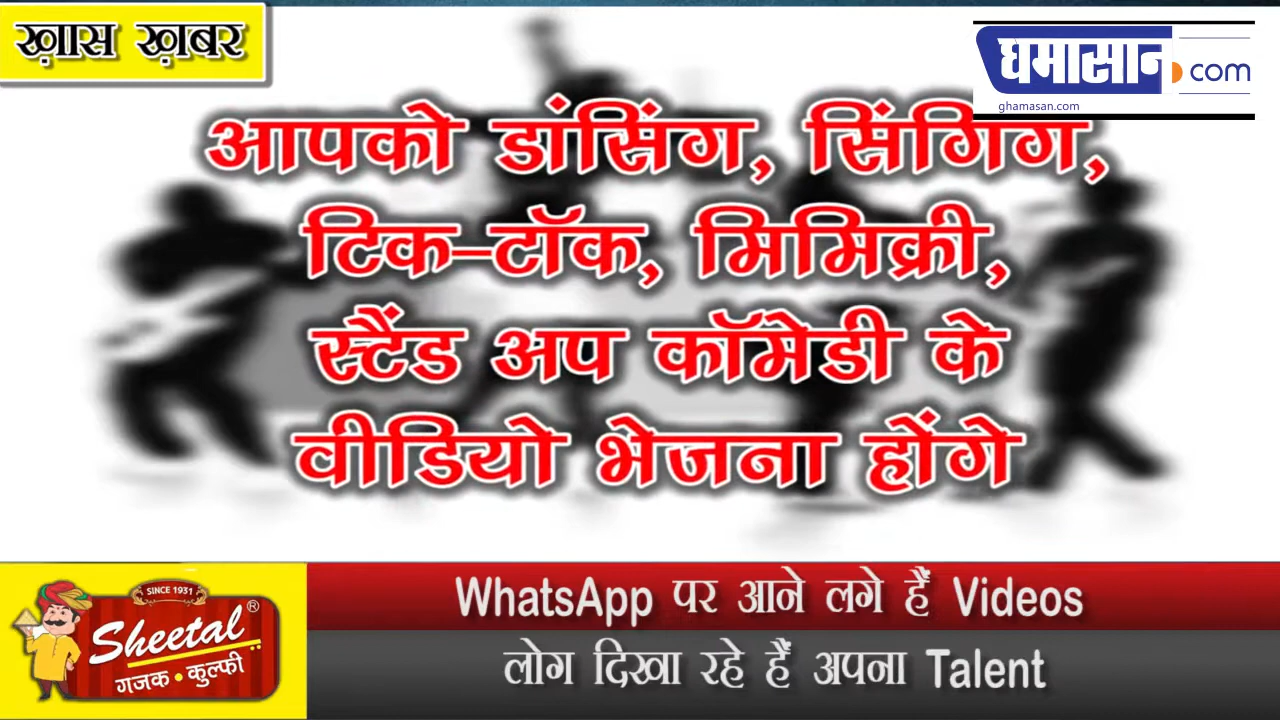 ख़ास ख़बर
घमासान.com
ghamasan.com
आपको डांसिंग, सिंगिंग,
टिक-टॉक, मिमिक्री,
स्टैंड अप कॉमेडी के
वीडियो भेजना होंगे
SINCE 1931
Sheetal®
गजक • कुल्फी
WhatsApp पर आने लगे हैं Videos
लोग दिखा रहे हैं अपना Talent